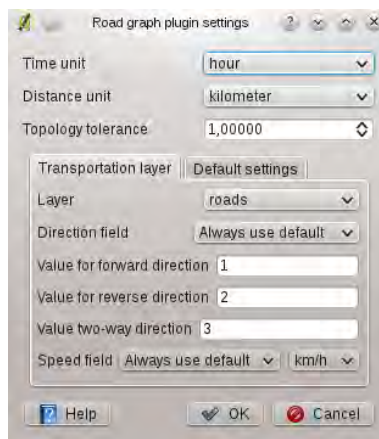 Road graph plugin settings
Time unit hour
Distance unit kilometer
Topology tolerance 1,00000
Transportation layer Default settings
Layer roads
Direction field Always use default
Value for forward direction 1
Value for reverse direction 2
Value two-way direction 3
Speed field Always use default km/h
Help OK Cancel